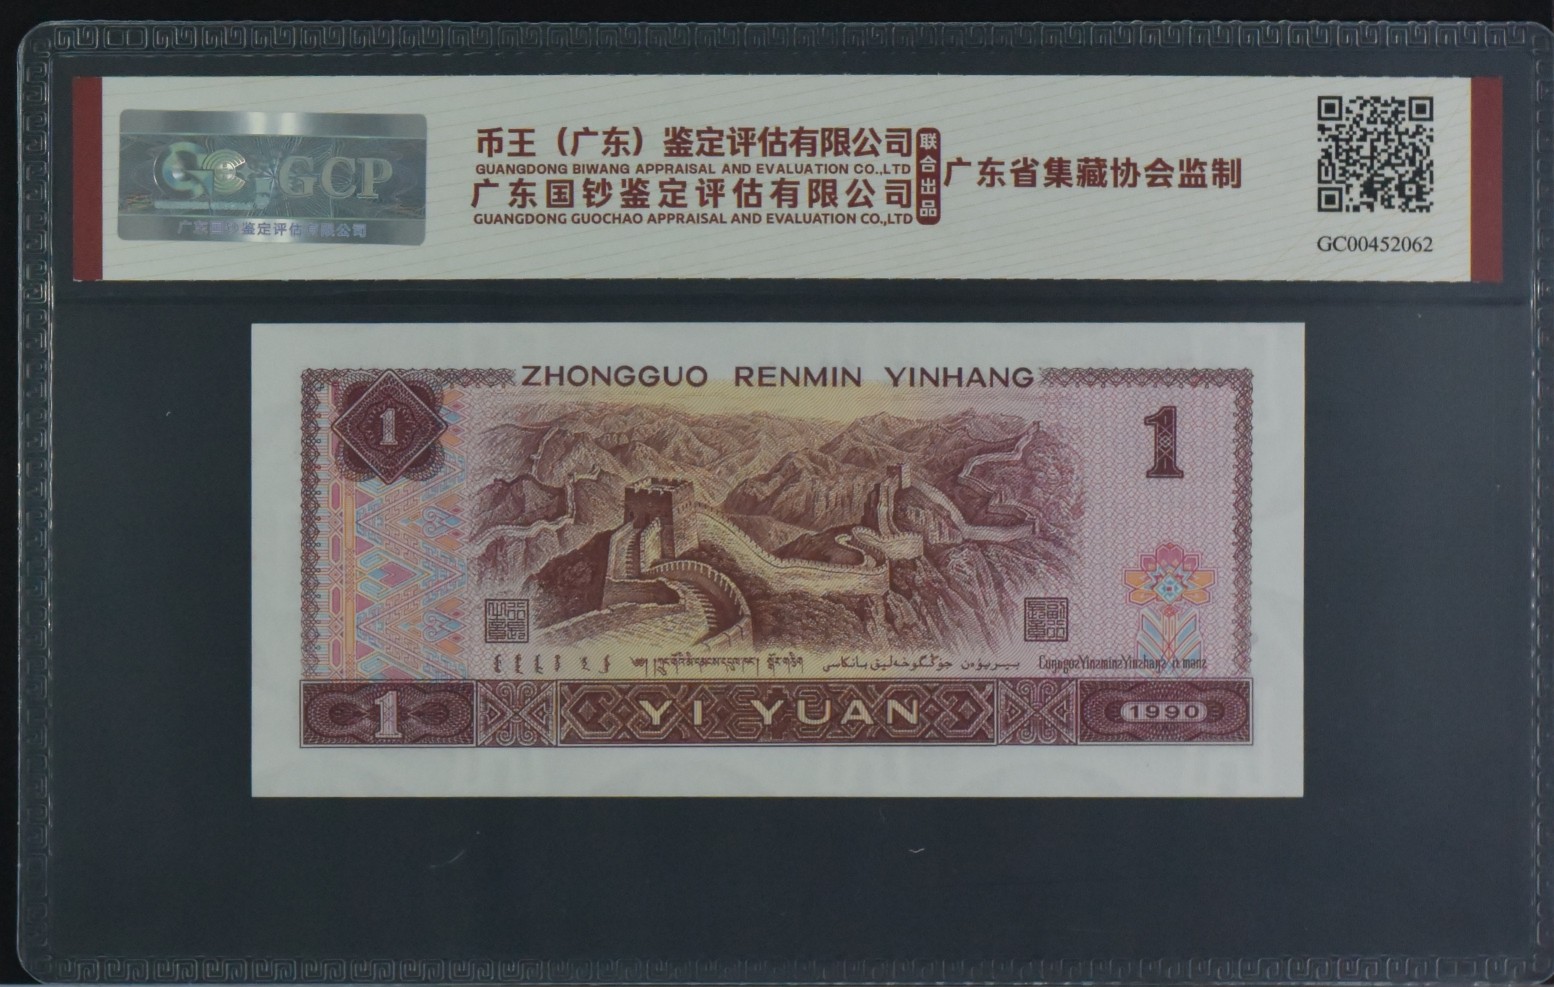 GCP
广东国钞鉴定评估有限公司
币王（广东）鉴定评估有限公司
GUANGDONG BIWANG APPRAISAL AND EVALUATION CO.,LTD
广东国钞鉴定评估有限公司
GUANGDONG GUOCHAO APPRAISAL AND EVALUATION CO.,LTD
联合出品
广东省集藏协会监制
GC00452062
ZHONGGUO RENMIN YINHANG
1
1
1
YI YUAN
1990